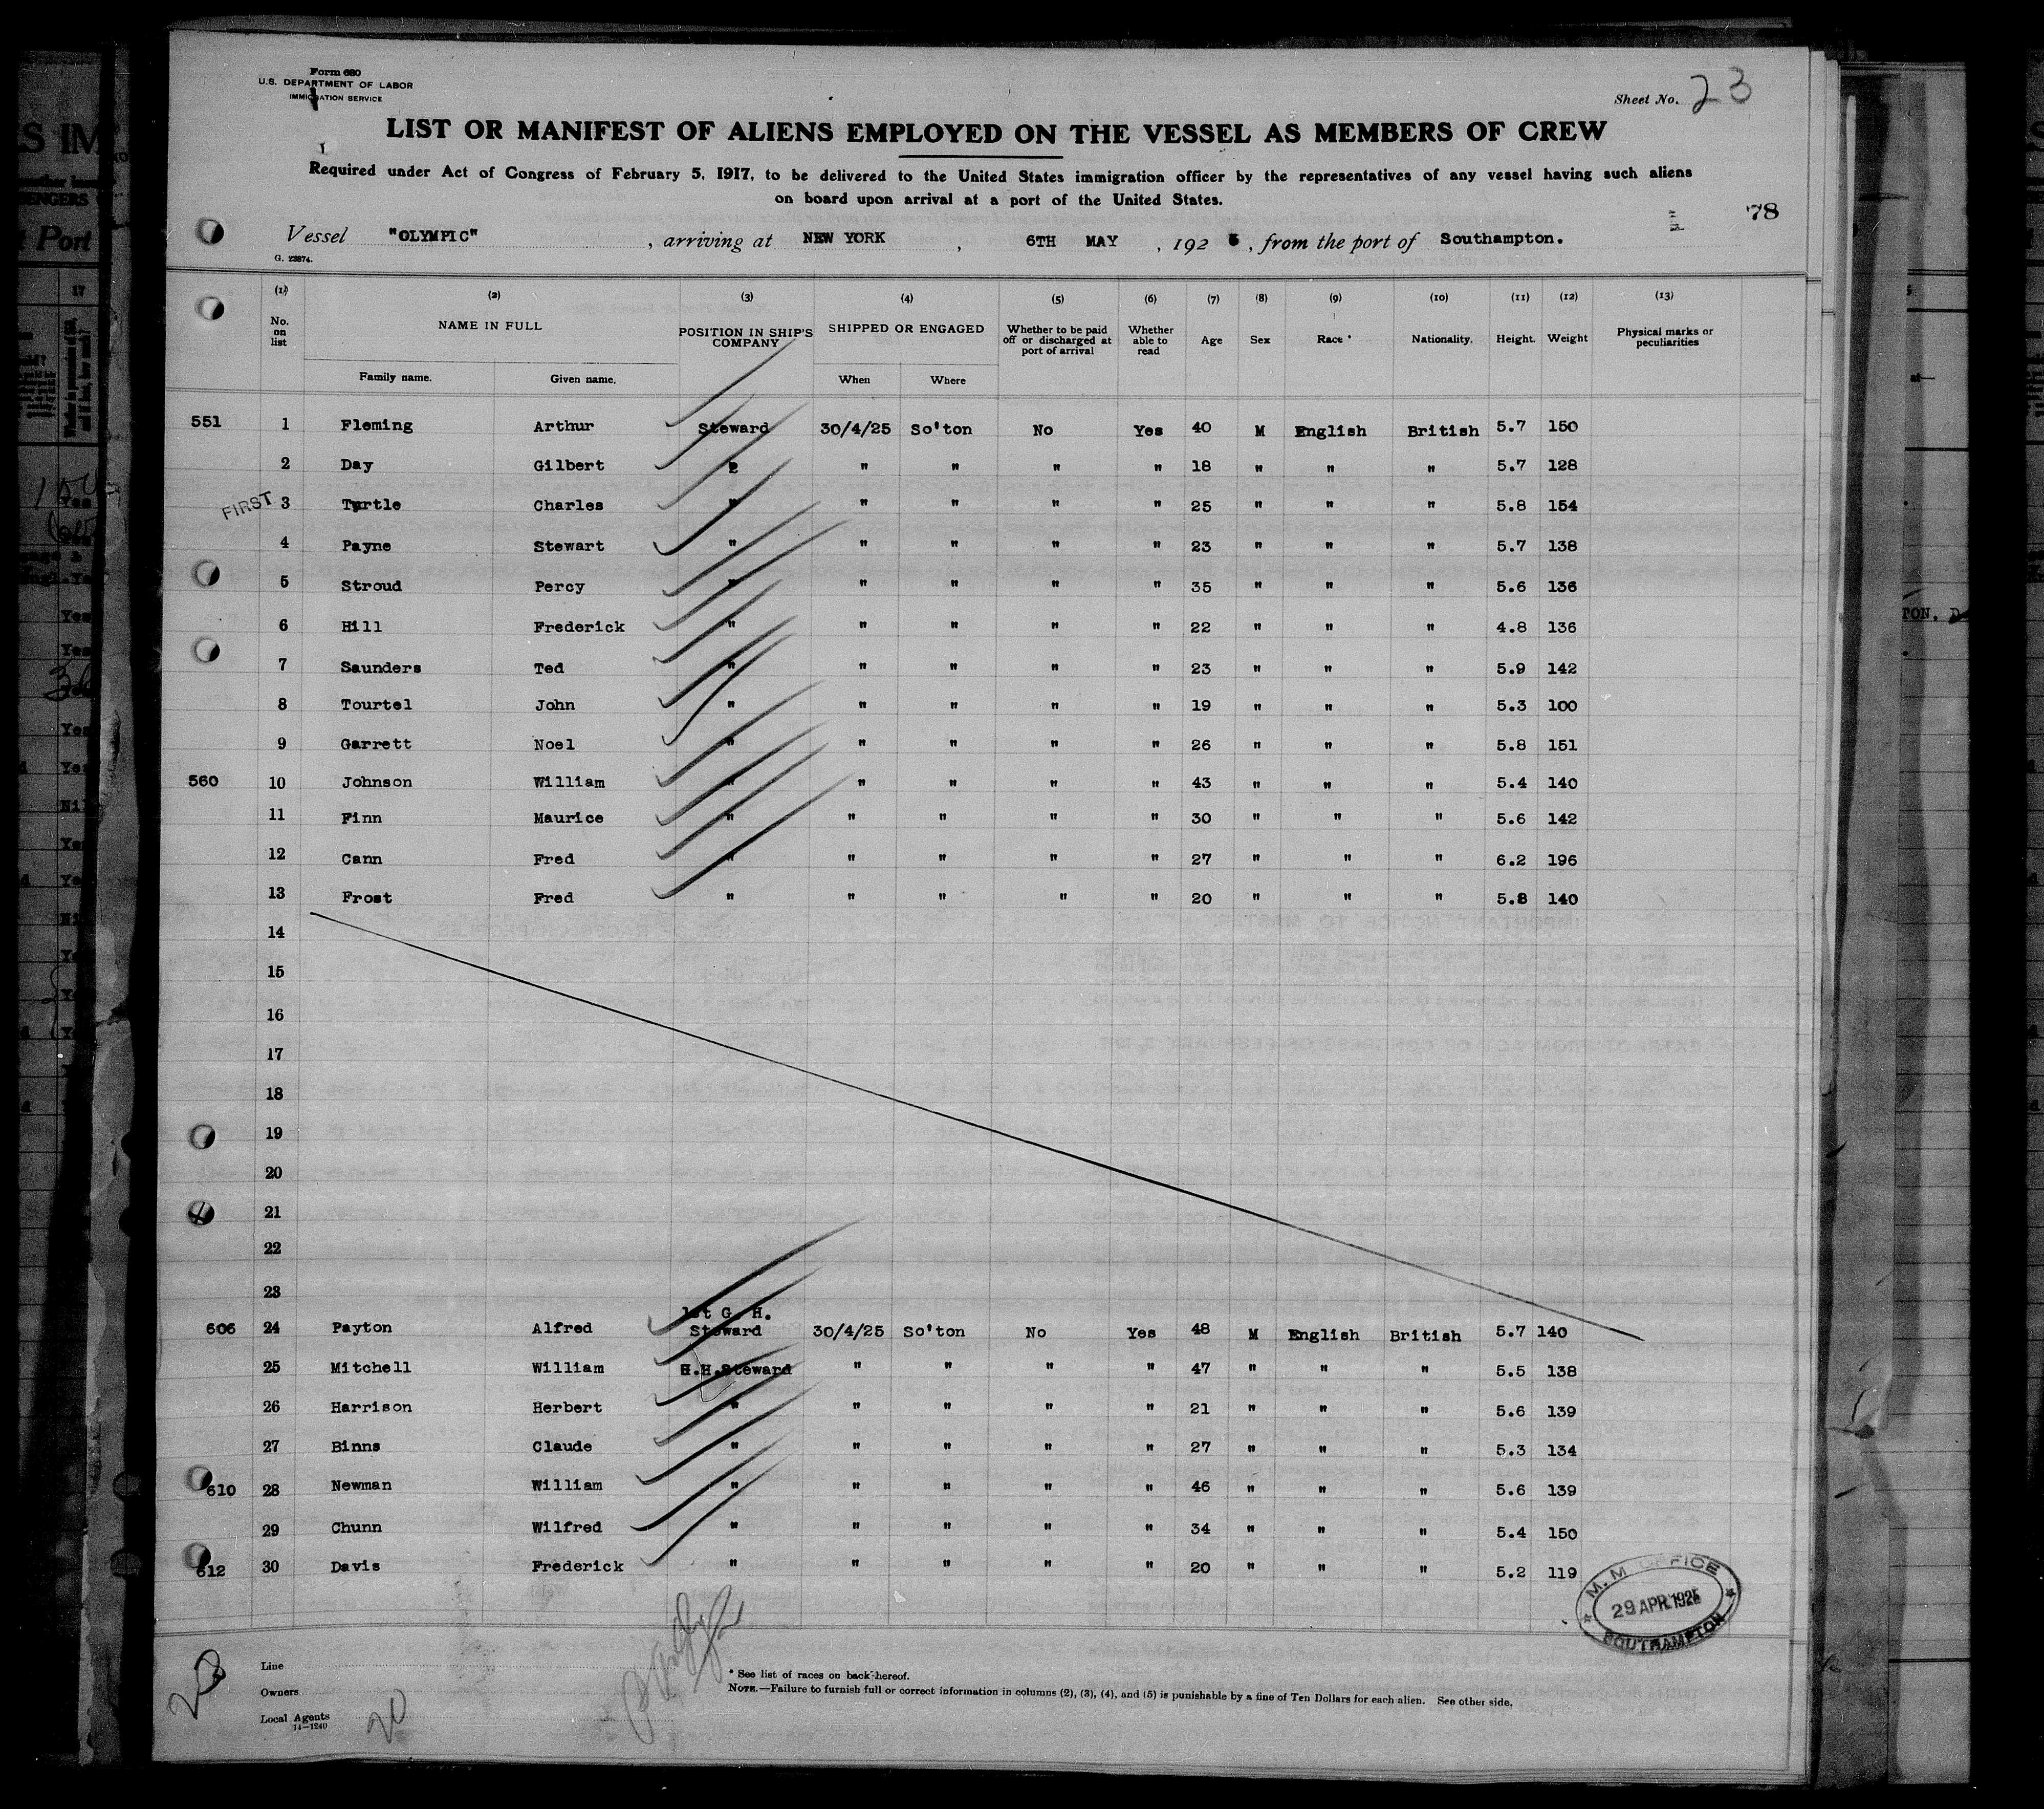 Form 680
U.S. DEPARTMENT OF LABOR
IMMIGRATION SERVICE
Sheet No. 23
LIST OR MANIFEST OF ALIENS EMPLOYED ON THE VESSEL AS MEMBERS OF CREW
Required under Act of Congress of February 5, 1917, to be delivered to the United States immigration officer by the representatives of any vessel having such aliens
on board upon arrival at a port of the United States.
78
Vessel "OLYMPIC" , arriving at NEW YORK , 6TH MAY , 192 5 , from the port of Southampton.
G. 23874.
(1) (2) (3) (4) (5) (6) (7) (8) (9) (10) (11) (12) (13)
No. on list NAME IN FULL POSITION IN SHIP'S COMPANY SHIPPED OR ENGAGED Whether to be paid off or discharged at port of arrival Whether able to read Age Sex Race * Nationality. Height. Weight Physical marks or peculiarities
Family name. Given name. When Where
551 1 Fleming Arthur Steward 30/4/25 So'ton No Yes 40 M English British 5.7 150
2 Day Gilbert " " " " " 18 " " " 5.7 128
FIRST 3 Turtle Charles " " " " " 25 " " " 5.8 154
4 Payne Stewart " " " " " 23 " " " 5.7 138
5 Stroud Percy " " " " " 35 " " " 5.6 136
6 Hill Frederick " " " " " 22 " " " 4.8 136
7 Saunders Ted " " " " " 23 " " " 5.9 142
8 Tourtel John " " " " " 19 " " " 5.3 100
9 Garrett Noel " " " " " 26 " " " 5.8 151
560 10 Johnson William " " " " " 43 " " " 5.4 140
11 Finn Maurice " " " " " 30 " " " 5.6 142
12 Cann Fred " " " " " 27 " " " 6.2 196
13 Frost Fred " " " " " 20 " " " 5.8 140
14
15
16
17
18
19
20
21
22
23
1st G. H.
606 24 Payton Alfred Steward 30/4/25 So'ton No Yes 48 M English British 5.7 140
25 Mitchell William G.H.Steward " " " " 47 " " " 5.5 138
26 Harrison Herbert " " " " " 21 " " " 5.6 139
27 Binns Claude " " " " " 27 " " " 5.3 134
610 28 Newman William " " " " " 46 " " " 5.6 139
29 Chunn Wilfred " " " " " 34 " " " 5.4 150
612 30 Davis Frederick " " " " " 20 " " " 5.2 119
M. M. OFFICE
29 APR 1925
SOUTHAMPTON
Line
Owners
Local Agents
14—1240
20
* See list of races on back hereof.
NOTE.—Failure to furnish full or correct information in columns (2), (3), (4), and (5) is punishable by a fine of Ten Dollars for each alien. See other side.